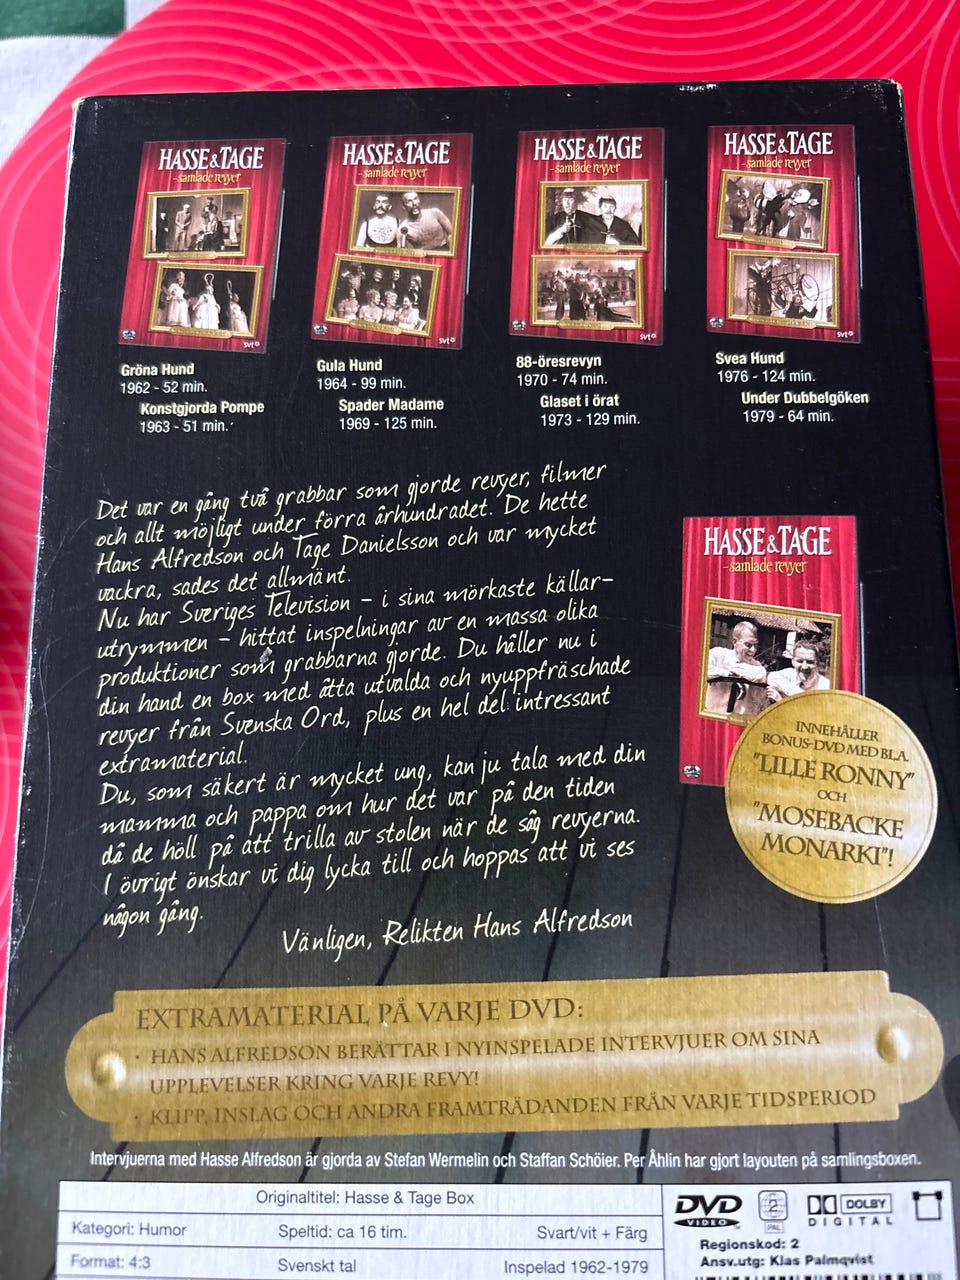 HASSE & TAGE
- samlade revyer
svt
HASSE & TAGE
- samlade revyer
svt
HASSE & TAGE
- samlade revyer
svt
HASSE & TAGE
- samlade revyer
svt
Gröna Hund
1962 - 52 min.
Konstgjorda Pompe
1963 - 51 min.
Gula Hund
1964 - 99 min.
Spader Madame
1969 - 125 min.
88-öresrevyn
1970 - 74 min.
Glaset i örat
1973 - 129 min.
Svea Hund
1976 - 124 min.
Under Dubbelgöken
1979 - 64 min.
Det var en gång två grabbar som gjorde revyer, filmer
och allt möjligt under förra århundradet. De hette
Hans Alfredson och Tage Danielsson och var mycket
vackra, sades det allmänt.
Nu har Sveriges Television - i sina mörkaste källar-
utrymmen - hittat inspelningar av en massa olika
produktioner som grabbarna gjorde. Du håller nu i
din hand en box med åtta utvalda och nyuppfräschade
revyer från Svenska Ord, plus en hel del intressant
extramaterial.
Du, som säkert är mycket ung, kan ju tala med din
mamma och pappa om hur det var på den tiden
då de höll på att trilla av stolen när de såg revyerna.
I övrigt önskar vi dig lycka till och hoppas att vi ses
någon gång.
Vänligen, Relikten Hans Alfredson
HASSE & TAGE
- samlade revyer
INNEHÅLLER
BONUS-DVD MED BL.A.
"LILLE RONNY"
OCH
"MOSEBACKE
MONARKI"!
EXTRAMATERIAL PÅ VARJE DVD:
· HANS ALFREDSON BERÄTTAR I NYINSPELADE INTERVJUER OM SINA
UPPLEVELSER KRING VARJE REVY!
· KLIPP, INSLAG OCH ANDRA FRAMTRÄDANDEN FRÅN VARJE TIDSPERIOD
Intervjuerna med Hasse Alfredson är gjorda av Stefan Wermelin och Staffan Schöier. Per Åhlin har gjort layouten på samlingsboxen.
Originaltitel: Hasse & Tage Box
Kategori: Humor Speltid: ca 16 tim. Svart/vit + Färg
Format: 4:3 Svenskt tal Inspelad 1962-1979
DVD
VIDEO
2
PAL
DOLBY
DIGITAL
Regionskod: 2
Ansv.utg: Klas Palmqvist